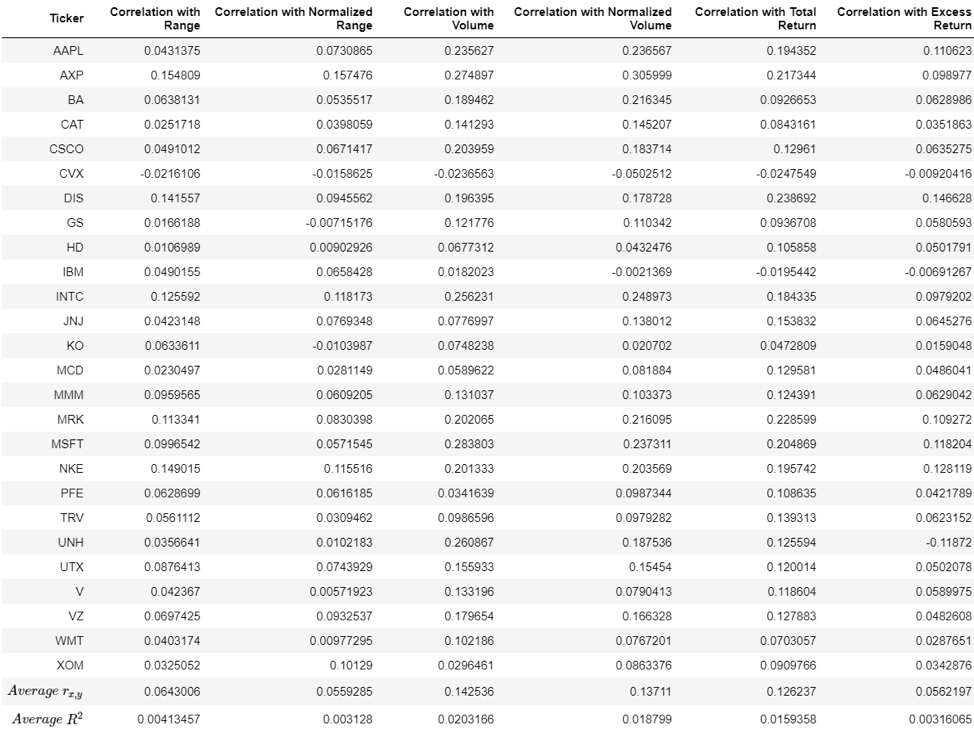 Ticker Correlation with Range Correlation with Normalized Range Correlation with Volume Correlation with Normalized Volume Correlation with Total Return Correlation with Excess Return
AAPL 0.0431375 0.0730865 0.235627 0.236567 0.194352 0.110623
AXP 0.154809 0.157476 0.274897 0.305999 0.217344 0.098977
BA 0.0638131 0.0535517 0.189462 0.216345 0.0926653 0.0628986
CAT 0.0251718 0.0398059 0.141293 0.145207 0.0843161 0.0351863
CSCO 0.0491012 0.0671417 0.203959 0.183714 0.12961 0.0635275
CVX -0.0216106 -0.0158625 -0.0236563 -0.0502512 -0.0247549 -0.00920416
DIS 0.141557 0.0945562 0.196395 0.178728 0.238692 0.146628
GS 0.0166188 -0.00715176 0.121776 0.110342 0.0936708 0.0580593
HD 0.0106989 0.00902926 0.0677312 0.0432476 0.105858 0.0501791
IBM 0.0490155 0.0658428 0.0182023 -0.0021369 -0.0195442 -0.00691267
INTC 0.125592 0.118173 0.256231 0.248973 0.184335 0.0979202
JNJ 0.0423148 0.0769348 0.0776997 0.138012 0.153832 0.0645276
KO 0.0633611 -0.0103987 0.0748238 0.020702 0.0472809 0.0159048
MCD 0.0230497 0.0281149 0.0589622 0.081884 0.129581 0.0486041
MMM 0.0959565 0.0609205 0.131037 0.103373 0.124391 0.0629042
MRK 0.113341 0.0830398 0.202065 0.216095 0.228599 0.109272
MSFT 0.0996542 0.0571545 0.283803 0.237311 0.204869 0.118204
NKE 0.149015 0.115516 0.201333 0.203569 0.195742 0.128119
PFE 0.0628699 0.0616185 0.0341639 0.0987344 0.108635 0.0421789
TRV 0.0561112 0.0309462 0.0986596 0.0979282 0.139313 0.0623152
UNH 0.0356641 0.0102183 0.260867 0.187536 0.125594 -0.11872
UTX 0.0876413 0.0743929 0.155933 0.15454 0.120014 0.0502078
V 0.042367 0.00571923 0.133196 0.0790413 0.118604 0.0589975
VZ 0.0697425 0.0932537 0.179654 0.166328 0.127883 0.0482608
WMT 0.0403174 0.00977295 0.102186 0.0767201 0.0703057 0.0287651
XOM 0.0325052 0.10129 0.0296461 0.0863376 0.0909766 0.0342876
Average r_{x,y} 0.0643006 0.0559285 0.142536 0.13711 0.126237 0.0562197
Average R² 0.00413457 0.003128 0.0203166 0.018799 0.0159358 0.00316065